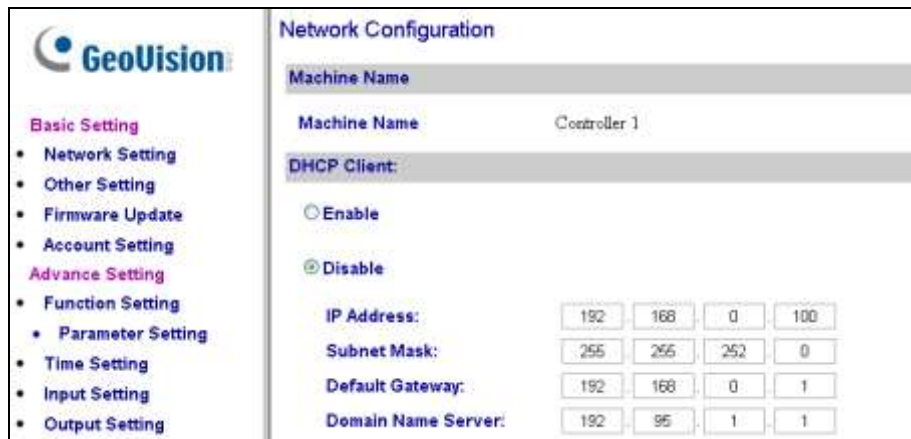 GeoVision
Basic Setting
Network Setting
Other Setting
Firmware Update
Account Setting
Advance Setting
Function Setting
Parameter Setting
Time Setting
Input Setting
Output Setting
Network Configuration
Machine Name
Machine Name Controller 1
DHCP Client:
Enable
Disable
IP Address: 192 . 168 . 0 . 100
Subnet Mask: 255 . 255 . 252 . 0
Default Gateway: 192 . 168 . 0 . 1
Domain Name Server: 192 . 95 . 1 . 1